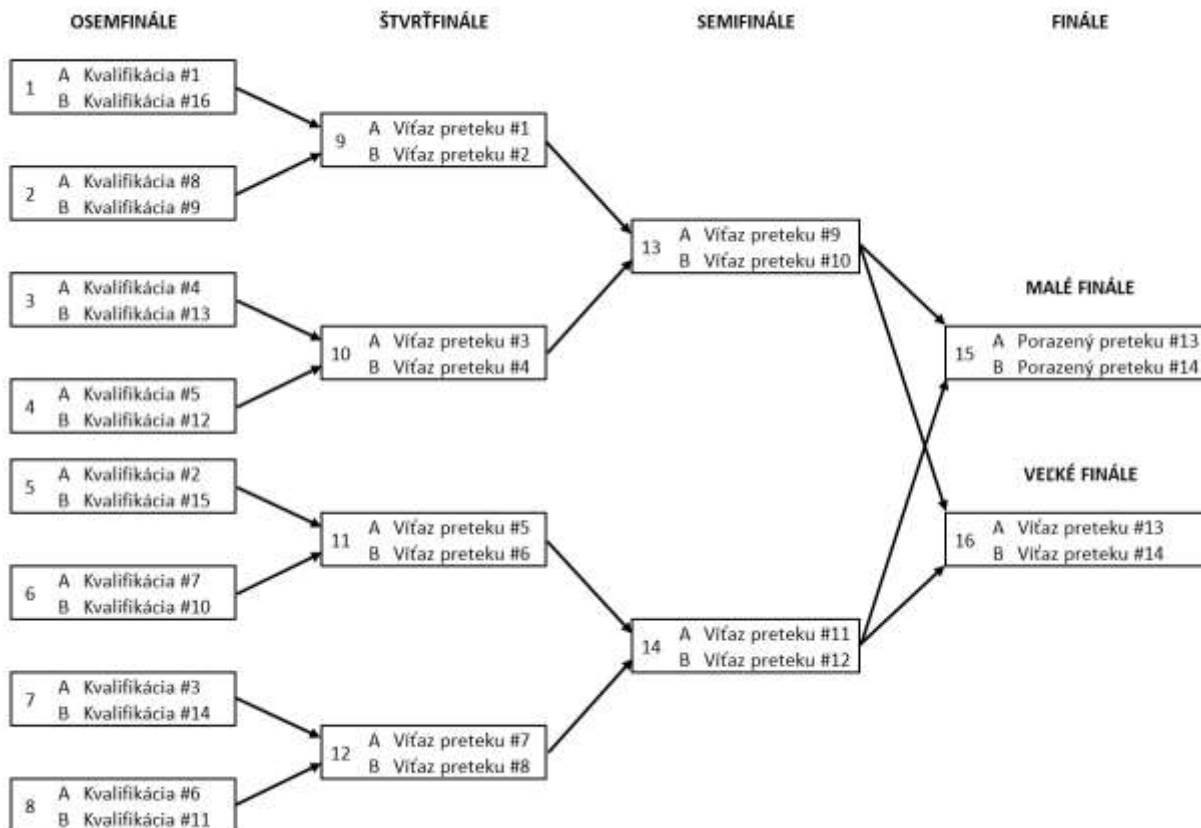 OSEMFINÁLE
ŠTVRŤFINÁLE
SEMIFINÁLE
FINÁLE
1
A Kvalifikácia #1
B Kvalifikácia #16
2
A Kvalifikácia #8
B Kvalifikácia #9
3
A Kvalifikácia #4
B Kvalifikácia #13
4
A Kvalifikácia #5
B Kvalifikácia #12
5
A Kvalifikácia #2
B Kvalifikácia #15
6
A Kvalifikácia #7
B Kvalifikácia #10
7
A Kvalifikácia #3
B Kvalifikácia #14
8
A Kvalifikácia #6
B Kvalifikácia #11
9
A Víťaz preteku #1
B Víťaz preteku #2
10
A Víťaz preteku #3
B Víťaz preteku #4
11
A Víťaz preteku #5
B Víťaz preteku #6
12
A Víťaz preteku #7
B Víťaz preteku #8
13
A Víťaz preteku #9
B Víťaz preteku #10
14
A Víťaz preteku #11
B Víťaz preteku #12
MALÉ FINÁLE
15
A Porazený preteku #13
B Porazený preteku #14
VEĽKÉ FINÁLE
16
A Víťaz preteku #13
B Víťaz preteku #14